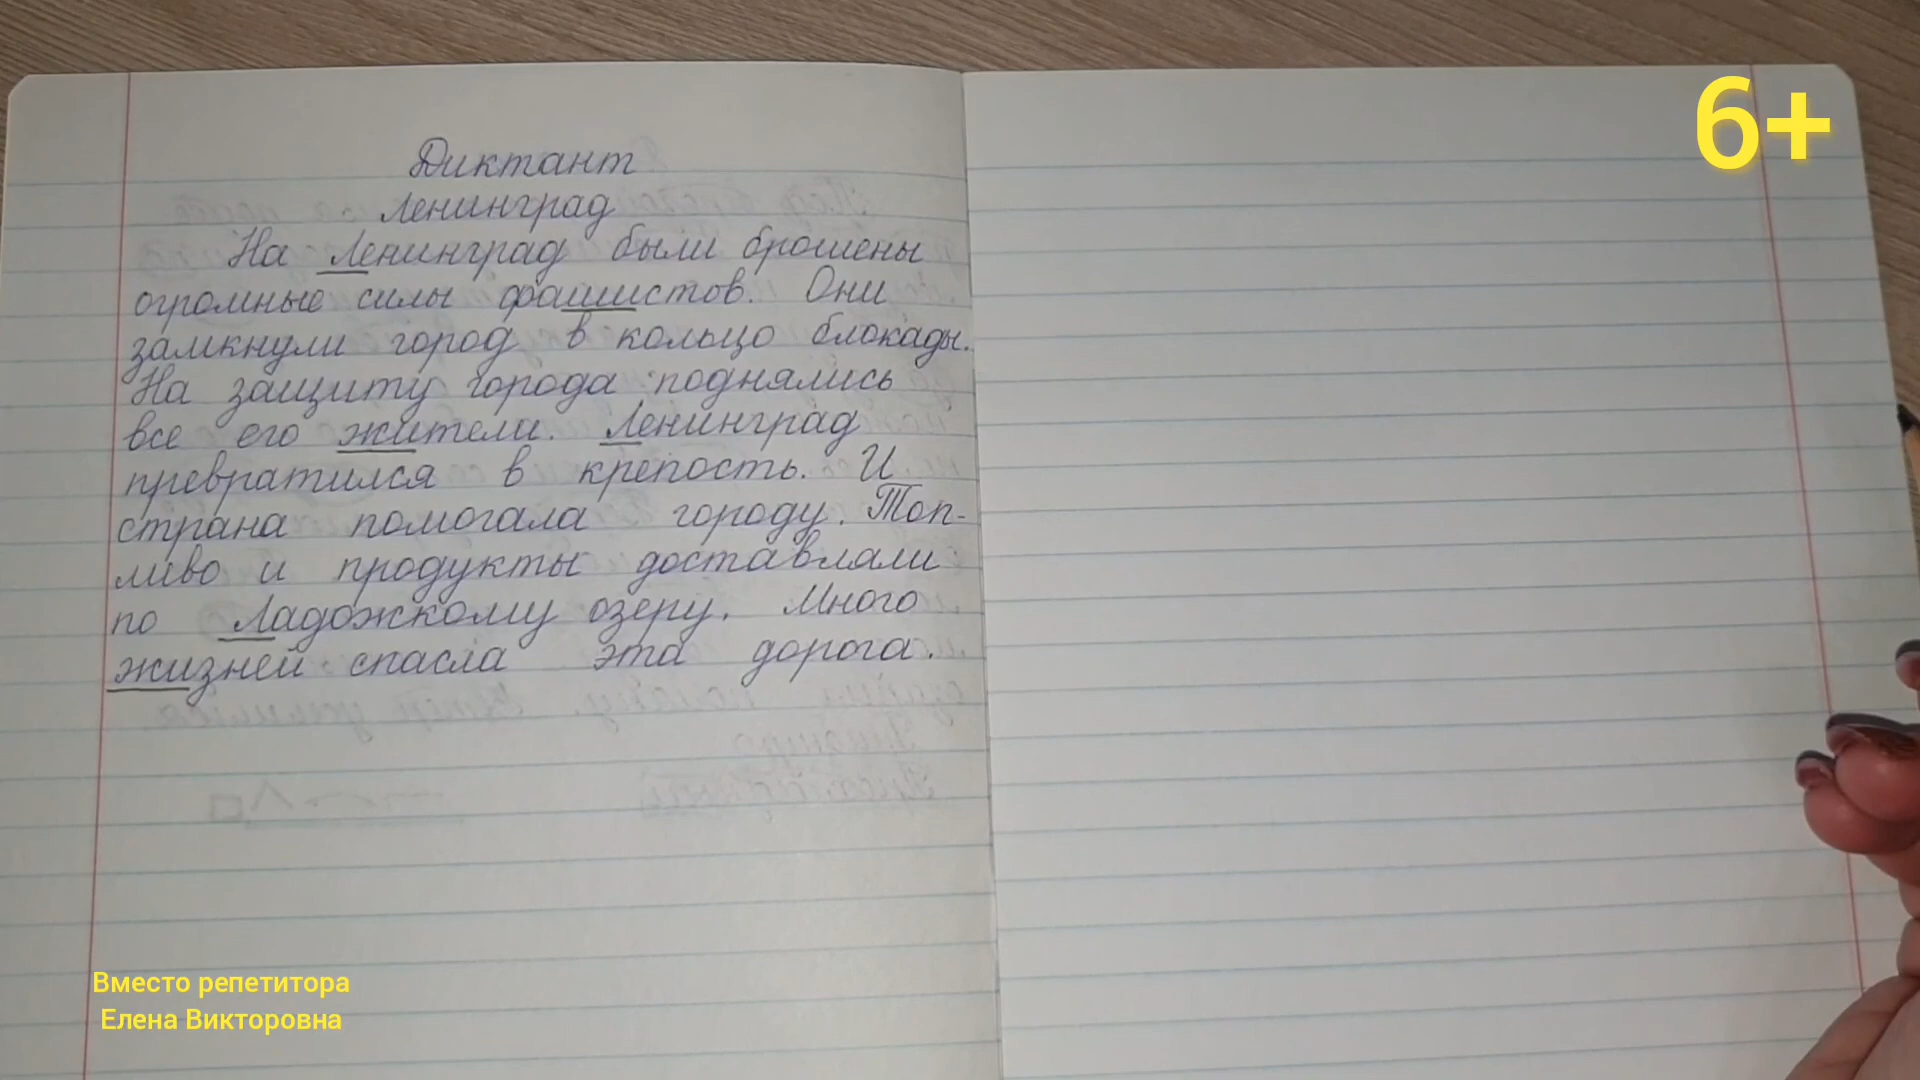 6+
Диктант
Ленинград
На Ленинград были брошены
огромные силы фашистов. Они
замкнули город в кольцо блокады.
На защиту города поднялись
все его жители. Ленинград
превратился в крепость. И
страна помогала городу. Топ-
ливо и продукты доставляли
по Ладожскому озеру. Много
жизней спасла эта дорога.
Вместо репетитора
Елена Викторовна